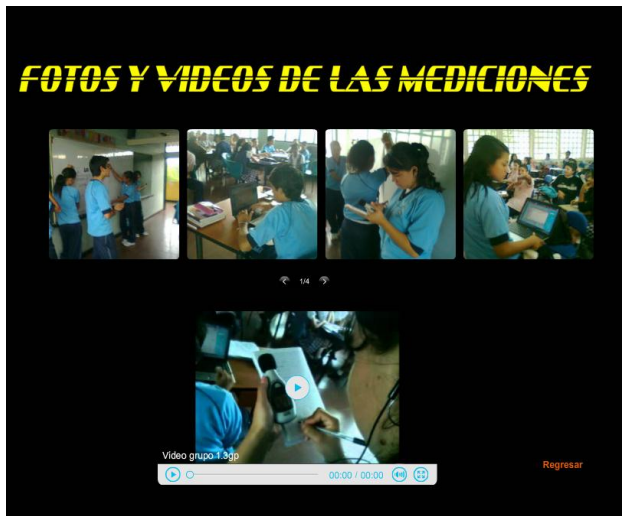 FOTOS Y VIDEOS DE LAS MEDICIONES
1/4
Video grupo 1.3gp
00:00 / 00:00
Regresar